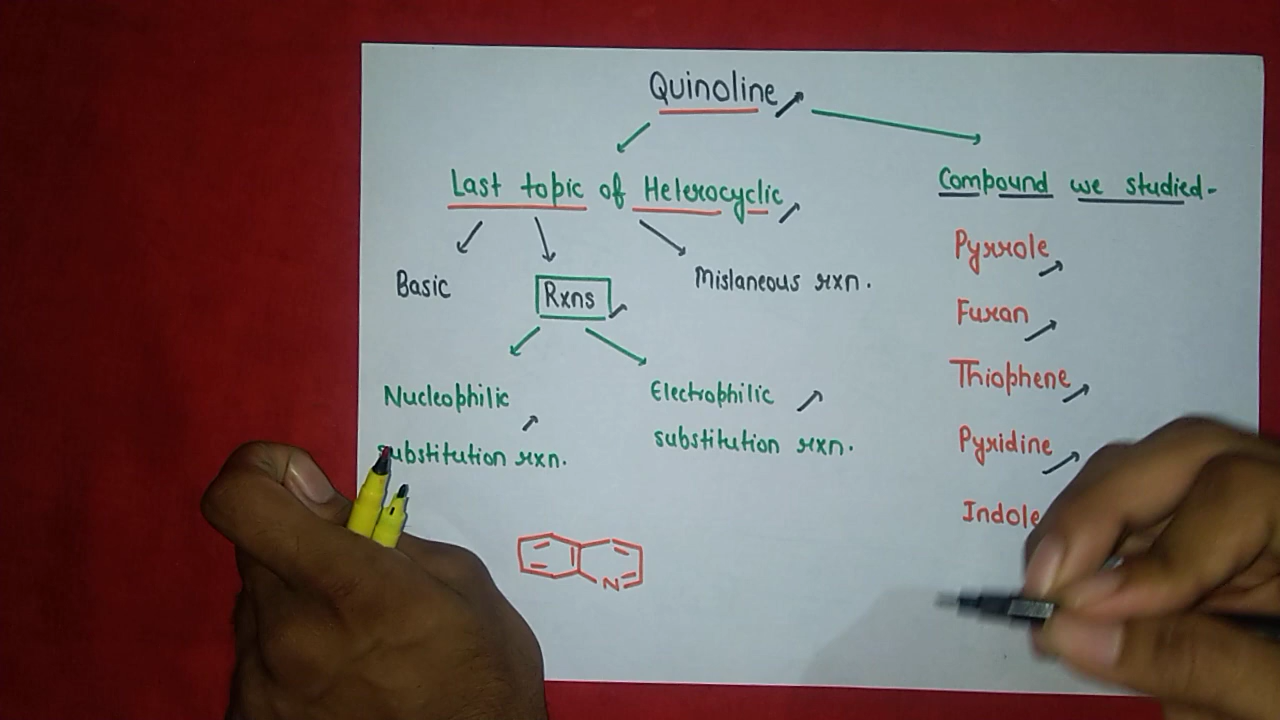 Quinoline
Last topic of Helerocyclic
Basic
Rxns
Mislaneous rxn.
Nucleophilic
substitution rxn.
Electrophilic
substitution rxn.
N
Compound we studied-
Pyrrole
Furan
Thiophene
Pyridine
Indole